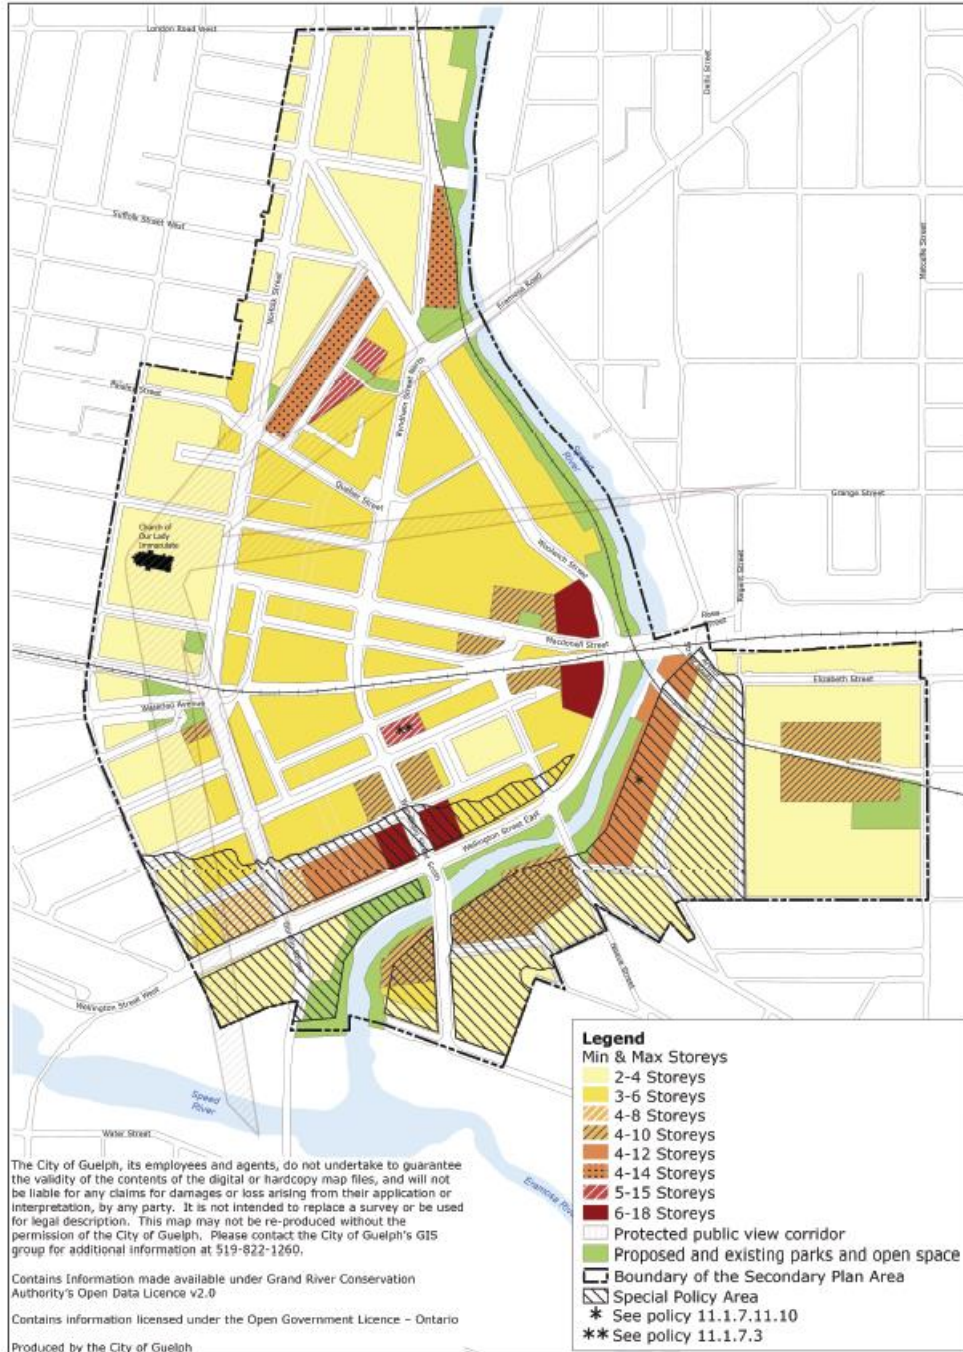 London Road West
Delhi Street
Suffolk Street West
Metcalfe Street
Norfolk Street
Eramosa Road
Paisley Street
Wyndham Street North
Speed
River
Quebec Street
Grange Street
Church of
Our Lady
Immaculate
Woolwich Street
Regent Street
Rose
Street
Macdonell Street
Elizabeth Street
Waterloo Avenue
**
*
Wellington Street East
Wyndham Street South
Gordon Street
Neeve Street
Wellington Street West
Speed
River
Water Street
Eramosa River
Legend
Min & Max Storeys
2-4 Storeys
3-6 Storeys
4-8 Storeys
4-10 Storeys
4-12 Storeys
4-14 Storeys
5-15 Storeys
6-18 Storeys
Protected public view corridor
Proposed and existing parks and open space
Boundary of the Secondary Plan Area
Special Policy Area
* See policy 11.1.7.11.10
** See policy 11.1.7.3
The City of Guelph, its employees and agents, do not undertake to guarantee
the validity of the contents of the digital or hardcopy map files, and will not
be liable for any claims for damages or loss arising from their application or
interpretation, by any party. It is not intended to replace a survey or be used
for legal description. This map may not be re-produced without the
permission of the City of Guelph. Please contact the City of Guelph's GIS
group for additional information at 519-822-1260.
Contains Information made available under Grand River Conservation
Authority's Open Data Licence v2.0
Contains information licensed under the Open Government Licence – Ontario
Produced by the City of Guelph